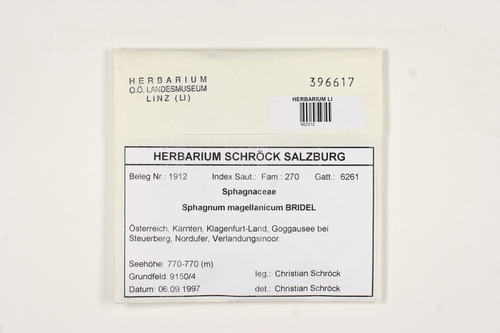 HERBARIUM
O.Ö. LANDESMUSEUM
LINZ (LI)
396617
HERBARIUM LI
HERBARIUM SCHRÖCK SALZBURG
Beleg Nr.: 1912 Index Saut.: Fam.: 270 Gatt.: 6261
Sphagnaceae
Sphagnum magellanicum BRIDEL
Österreich, Kärnten, Klagenfurt-Land, Goggausee bei
Steuerberg, Nordufer, Verlandungsmoor.
Seehöhe: 770-770 (m)
Grundfeld: 9150/4 leg.: Christian Schröck
Datum: 06.09.1997 det.: Christian Schröck